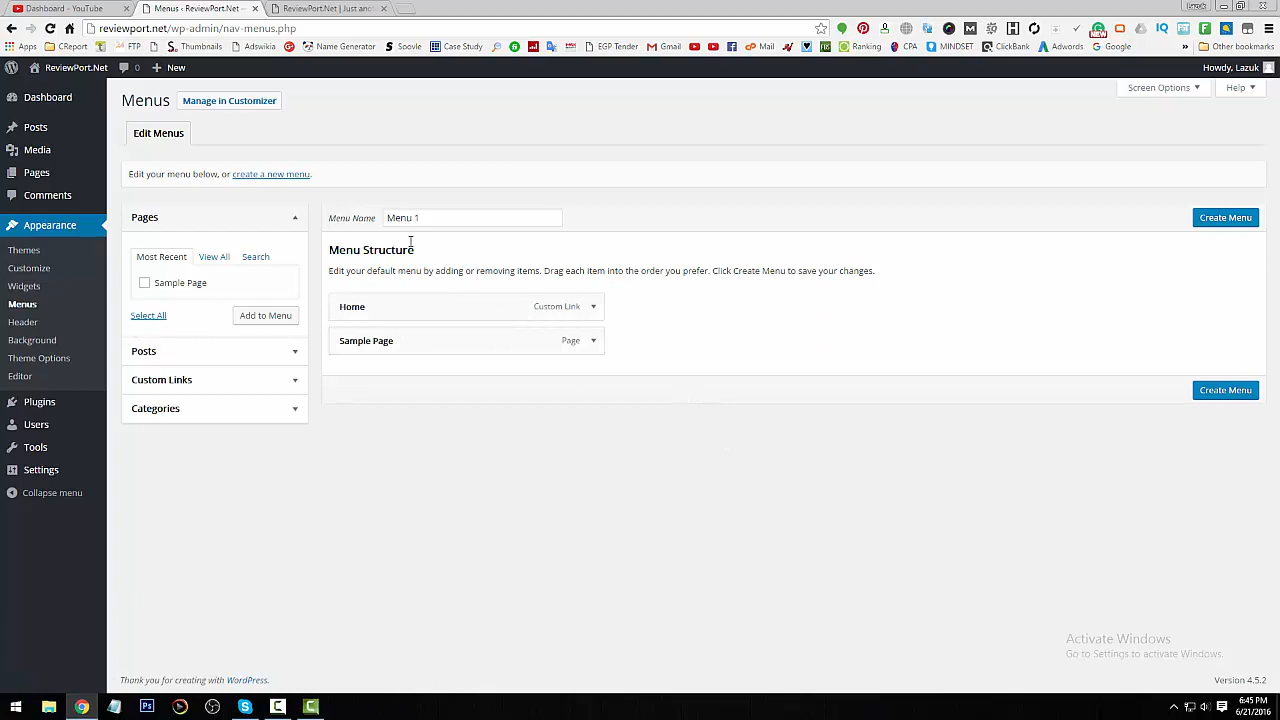 Dashboard - YouTube
Menus ‹ ReviewPort.Net —
ReviewPort.Net | Just anot
reviewport.net/wp-admin/nav-menus.php
Apps CReport FTP Thumbnails Adswikia Name Generator Spoole Case Study EGP Tender Gmail Mail Ranking CPA MINDSET ClickBank Adwords Google » Other bookmarks
ReviewPort.Net 0 New Howdy, Lazuk
Screen Options Help
Menus Manage in Customizer
Edit Menus
Edit your menu below, or create a new menu.
Dashboard
Posts
Media
Pages
Comments
Appearance
Themes
Customize
Widgets
Menus
Header
Background
Theme Options
Editor
Plugins
Users
Tools
Settings
Collapse menu
Pages
Most Recent View All Search
Sample Page
Select All Add to Menu
Posts
Custom Links
Categories
Menu Name Menu 1 Create Menu
Menu Structure
Edit your default menu by adding or removing items. Drag each item into the order you prefer. Click Create Menu to save your changes.
Home Custom Link
Sample Page Page
Create Menu
Activate Windows
Go to Settings to activate Windows.
Thank you for creating with WordPress. Version 4.5.2
6:45 PM
6/21/2016